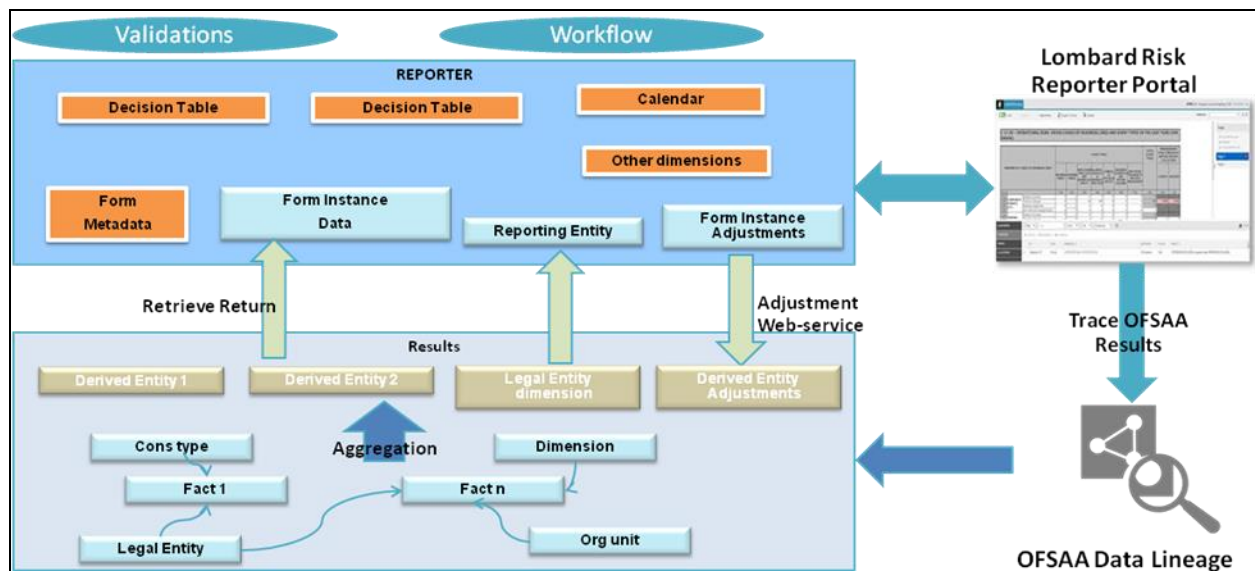 Validations
Workflow
REPORTER
Decision Table
Decision Table
Calendar
Other dimensions
Form
Metadata
Form Instance
Data
Reporting Entity
Form Instance
Adjustments
Lombard Risk
Reporter Portal
Retrieve Return
Adjustment
Web-service
Trace OFSAA
Results
Results
Derived Entity 1
Derived Entity 2
Legal Entity
dimension
Derived Entity
Adjustments
Aggregation
Cons type
Dimension
Fact 1
Fact n
Legal Entity
Org unit
OFSAA Data Lineage